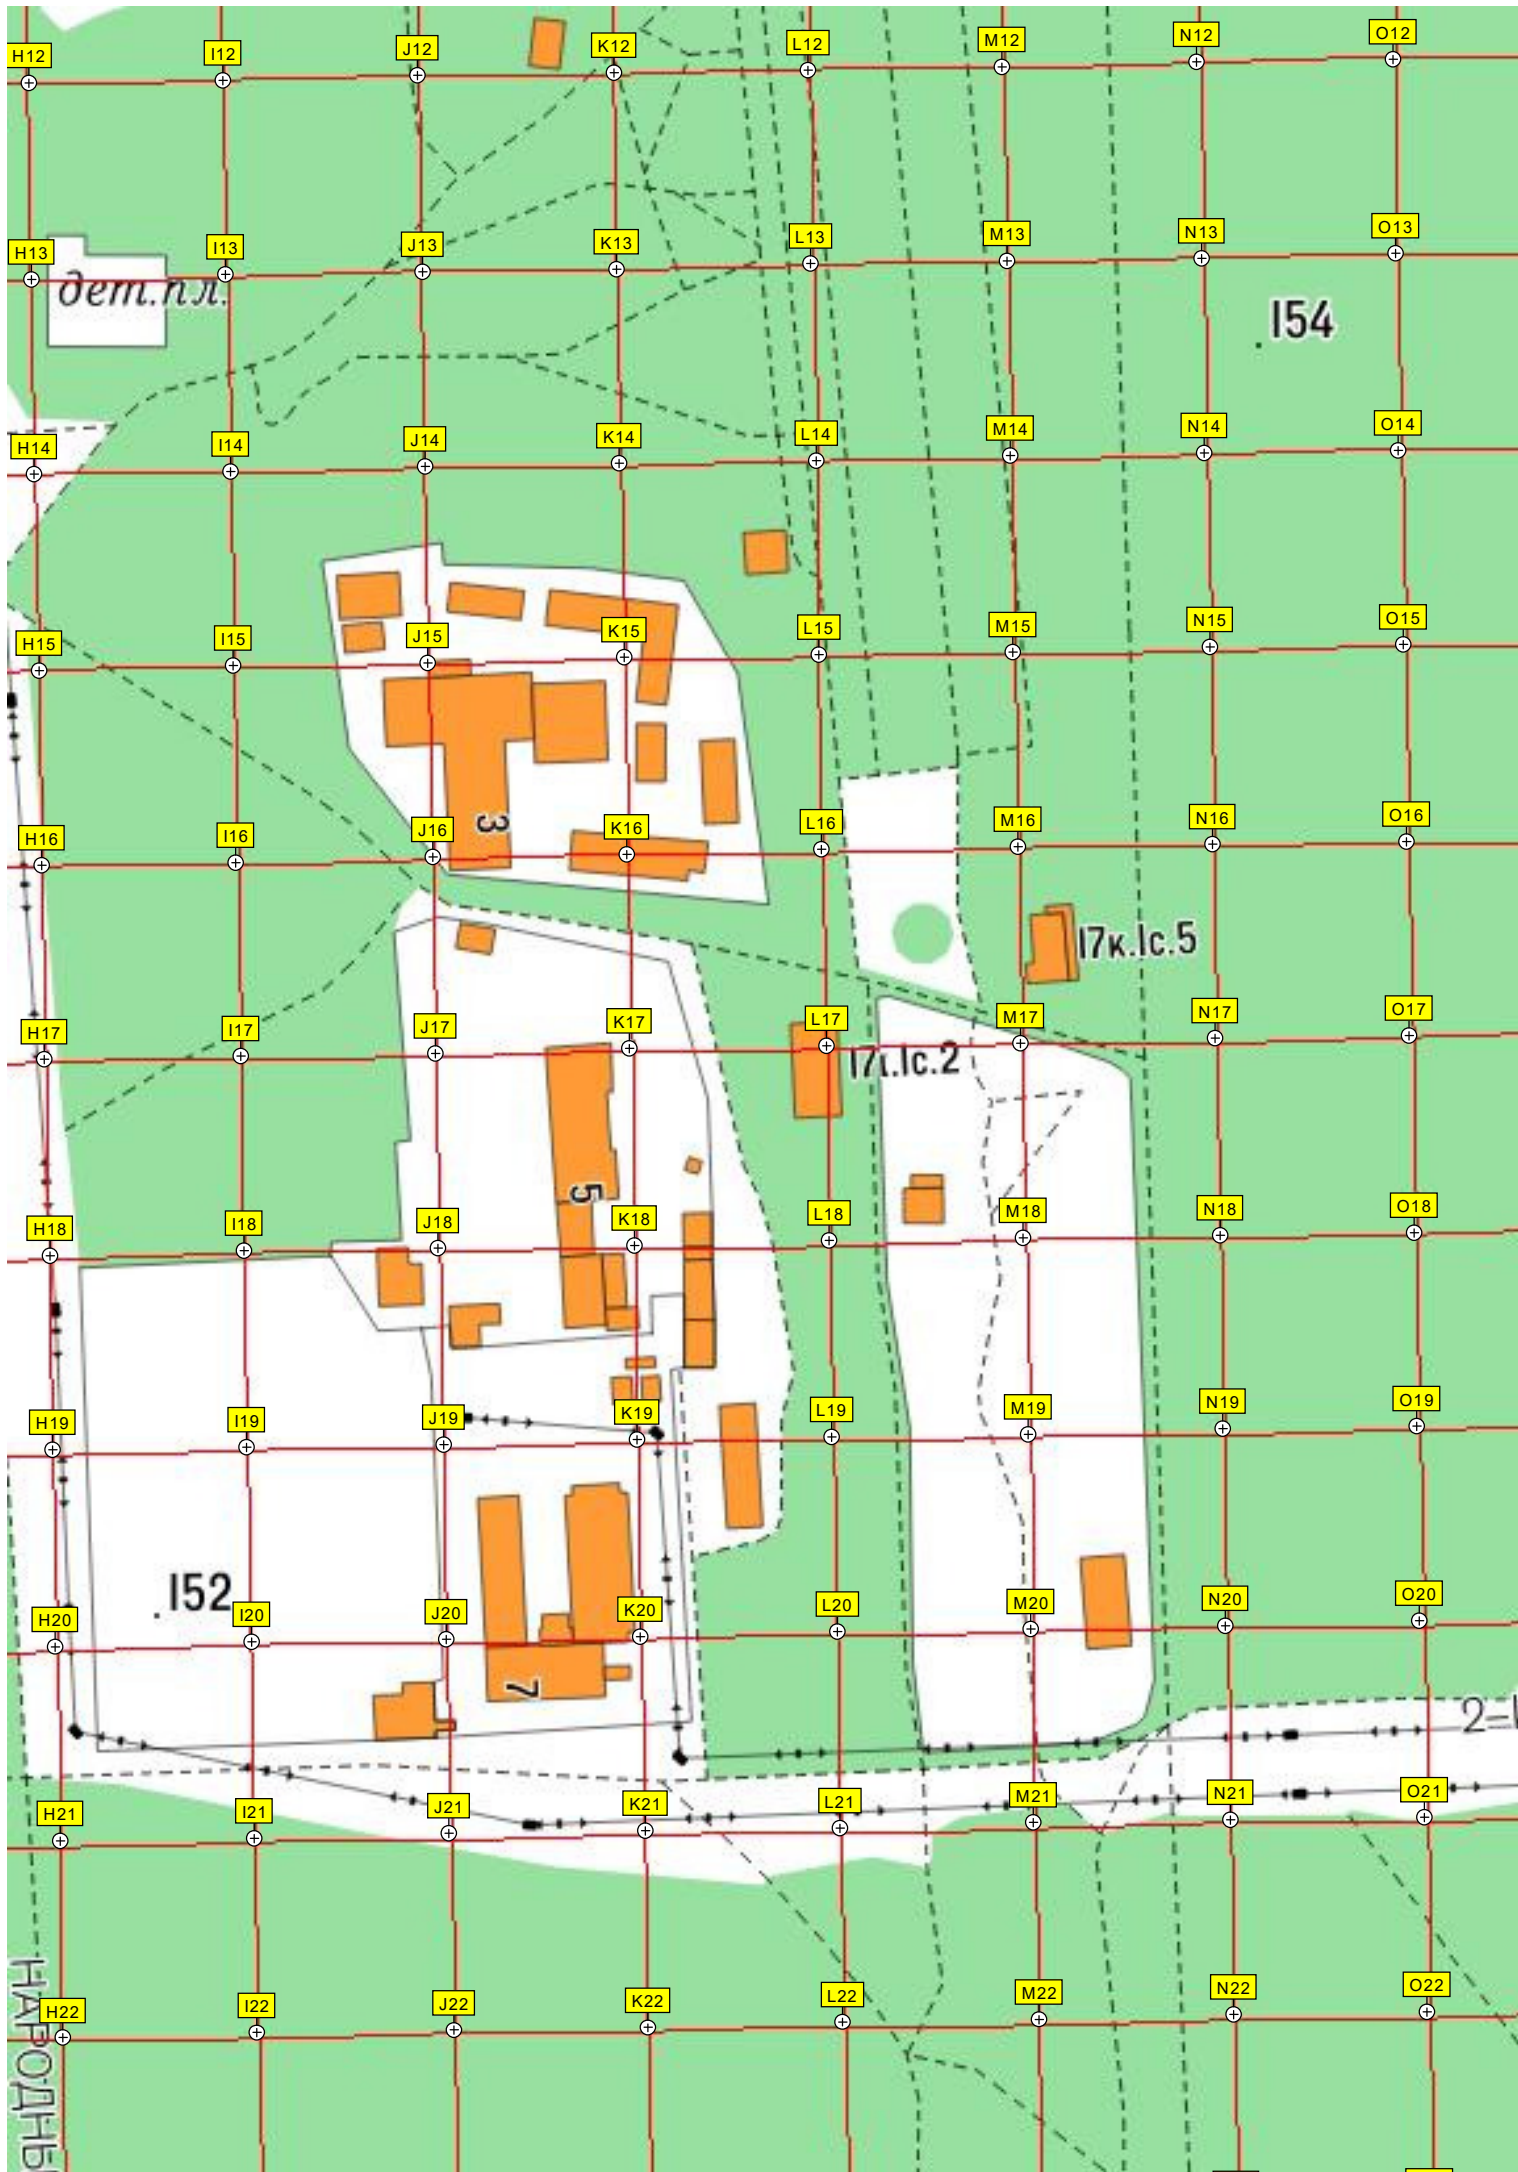 H12 I12 J12 K12 L12 M12 N12 O12
H13 I13 J13 K13 L13 M13 N13 O13
дет.пл.
154
H14 I14 J14 K14 L14 M14 N14 O14
H15 I15 J15 K15 L15 M15 N15 O15
3
H16 I16 J16 K16 L16 M16 N16 O16
17к.1с.5
H17 I17 J17 K17 L17 M17 N17 O17
1с.2
5
H18 I18 J18 K18 L18 M18 N18 O18
H19 I19 J19 K19 L19 M19 N19 O19
152
H20 I20 J20 K20 L20 M20 N20 O20
7
H21 I21 J21 K21 L21 M21 N21 O21
H22 I22 J22 K22 L22 M22 N22 O22